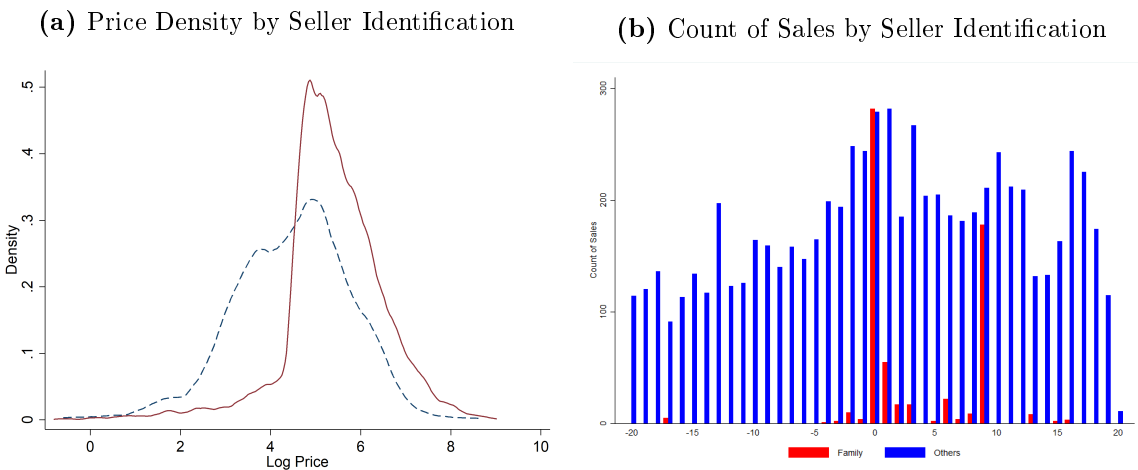 (a) Price Density by Seller Identification
.5
.4
.3
.2
.1
0
Density
0 2 4 6 8 10
Log Price
(b) Count of Sales by Seller Identification
300
200
100
0
Count of Sales
-20 -15 -10 -5 0 5 10 15 20
Family Others